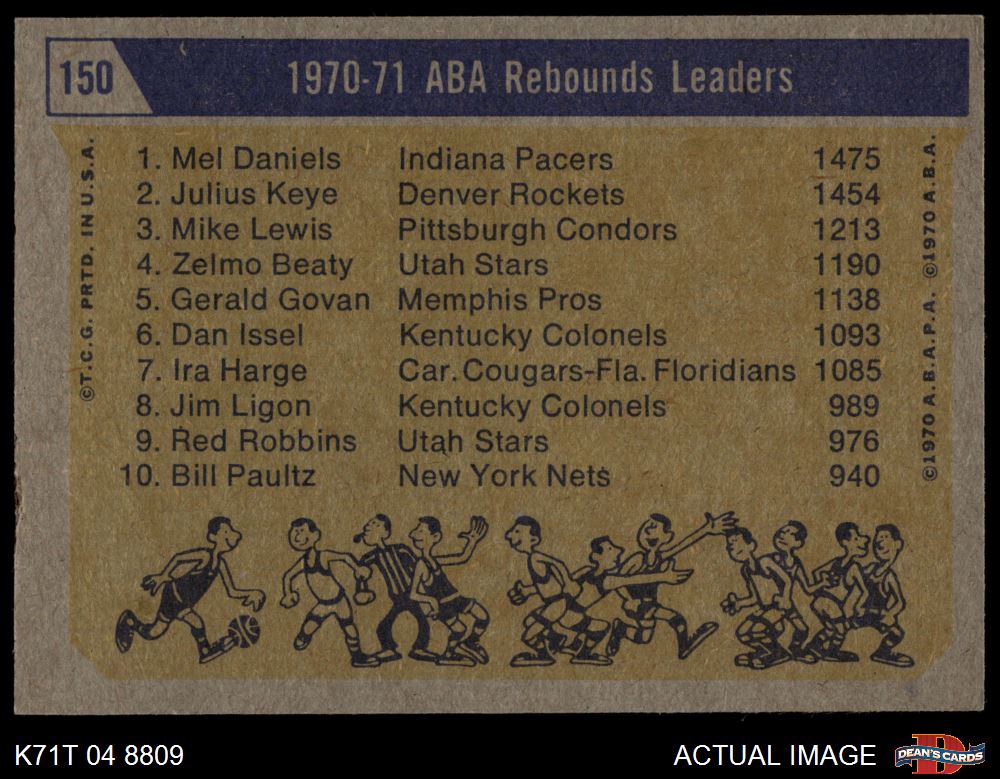 150
1970-71 ABA Rebounds Leaders
1. Mel Daniels Indiana Pacers 1475
2. Julius Keye Denver Rockets 1454
3. Mike Lewis Pittsburgh Condors 1213
4. Zelmo Beaty Utah Stars 1190
5. Gerald Govan Memphis Pros 1138
6. Dan Issel Kentucky Colonels 1093
7. Ira Harge Car. Cougars-Fla. Floridians 1085
8. Jim Ligon Kentucky Colonels 989
9. Red Robbins Utah Stars 976
10. Bill Paultz New York Nets 940
©T.C.G. PRTD. IN U.S.A.
©1970 A.B.A.P.A. ©1970 A.B.A.
K71T 04 8809
ACTUAL IMAGE
D
DEAN'S CARDS